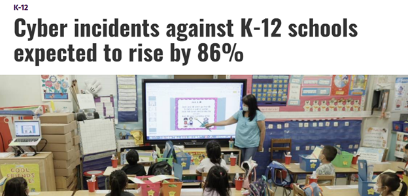 K-12
Cyber incidents against K-12 schools
expected to rise by 86%